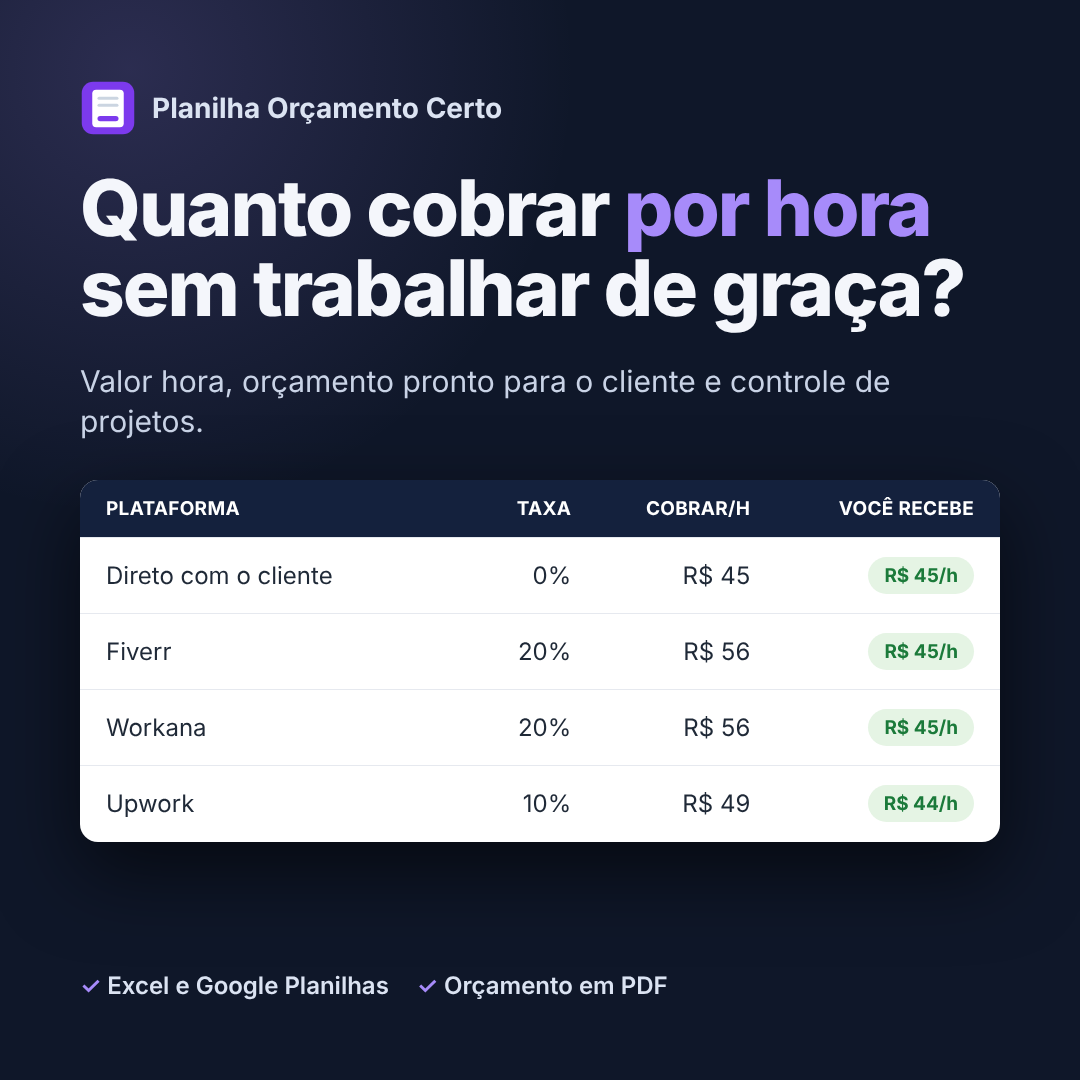 Planilha Orçamento Certo
Quanto cobrar por hora
sem trabalhar de graça?
Valor hora, orçamento pronto para o cliente e controle de
projetos.
PLATAFORMA TAXA COBRAR/H VOCÊ RECEBE
Direto com o cliente 0% R$ 45 R$ 45/h
Fiverr 20% R$ 56 R$ 45/h
Workana 20% R$ 56 R$ 45/h
Upwork 10% R$ 49 R$ 44/h
✓ Excel e Google Planilhas ✓ Orçamento em PDF